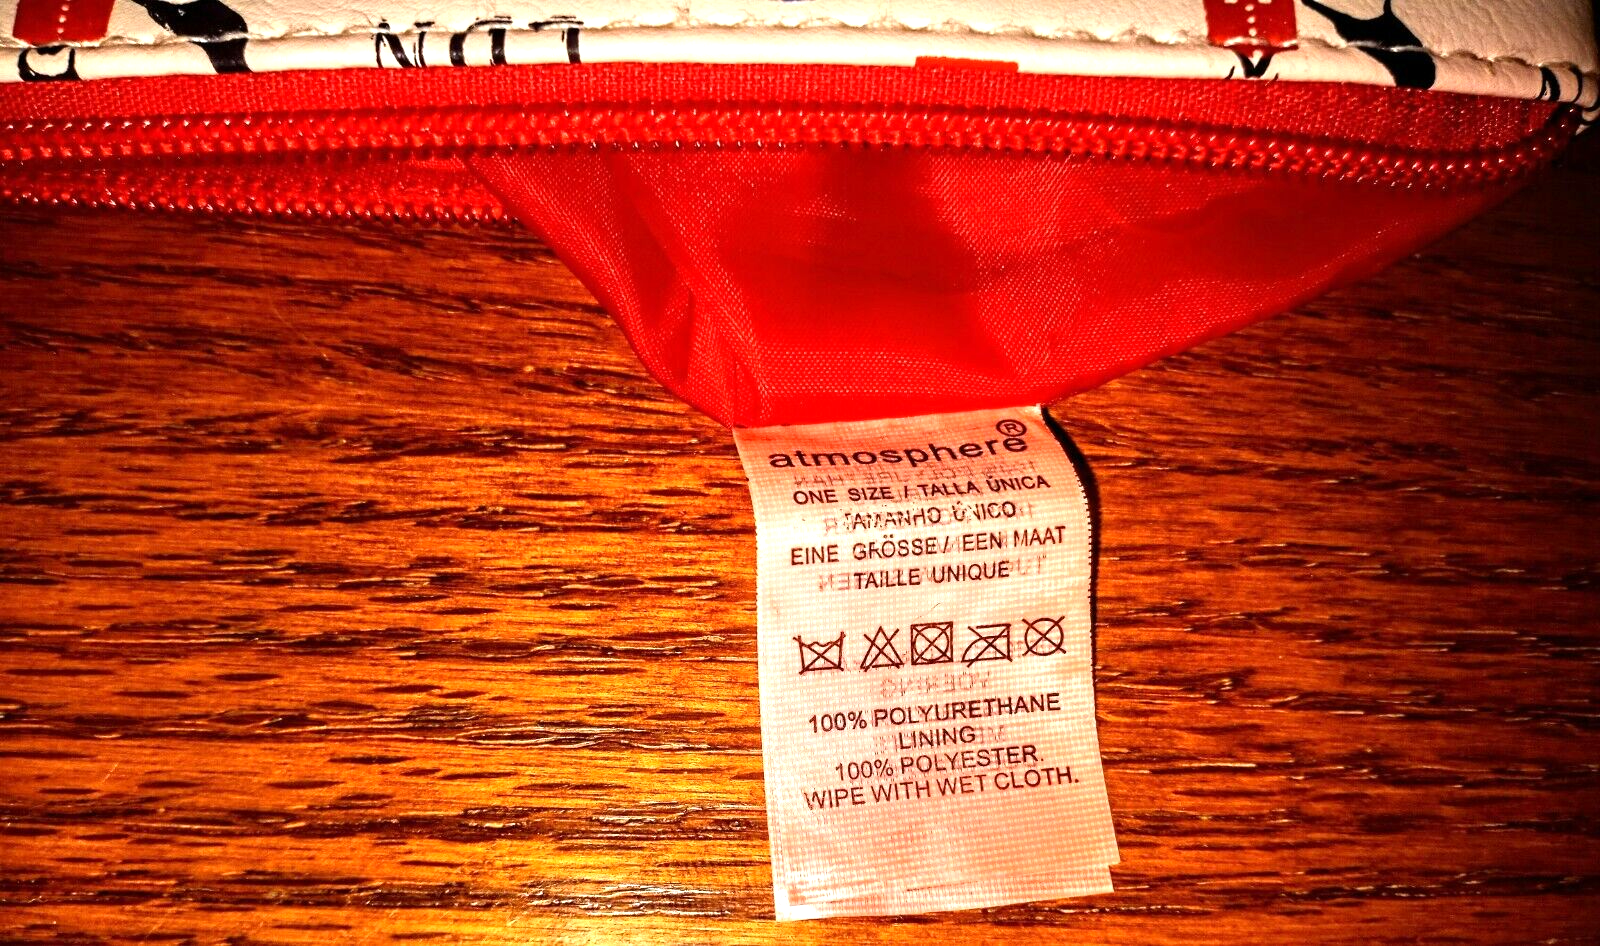 LDN
atmosphere®
ONE SIZE / TALLA ÚNICA
TAMANHO ÚNICO
EINE GRÖSSE / EEN MAAT
TAILLE UNIQUE
100% POLYURETHANE
LINING
100% POLYESTER.
WIPE WITH WET CLOTH.